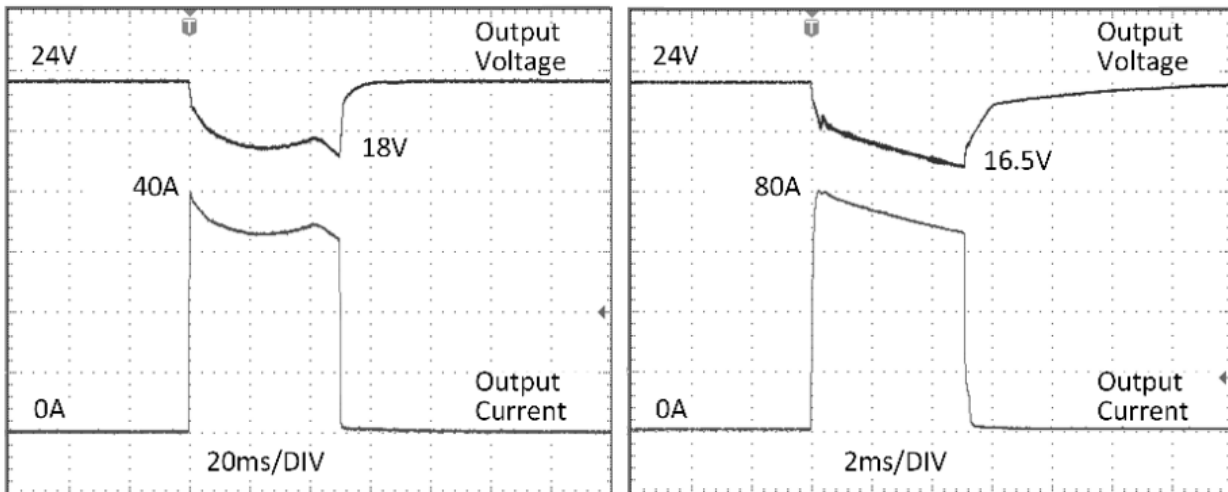 T
Output
Voltage
24V
18V
40A
Output
Current
0A
20ms/DIV
T
Output
Voltage
24V
16.5V
80A
Output
Current
0A
2ms/DIV